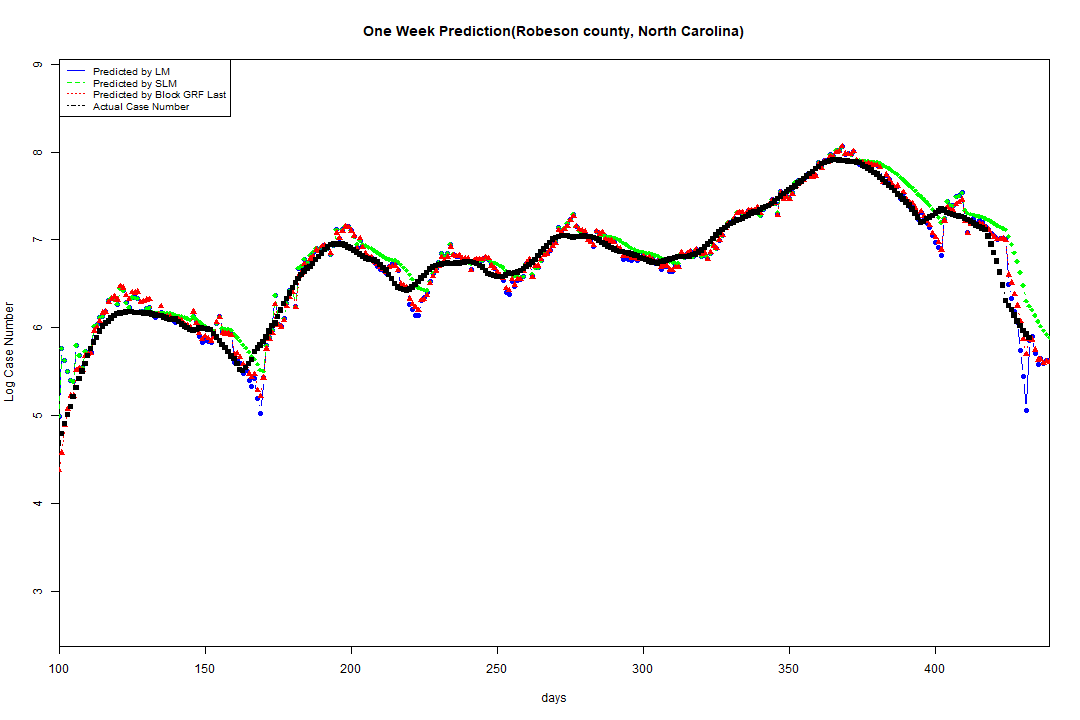 One Week Prediction(Robeson county, North Carolina)
Predicted by LM
Predicted by SLM
Predicted by Block GRF Last
Actual Case Number
9
8
7
6
5
4
3
Log Case Number
100 150 200 250 300 350 400
days